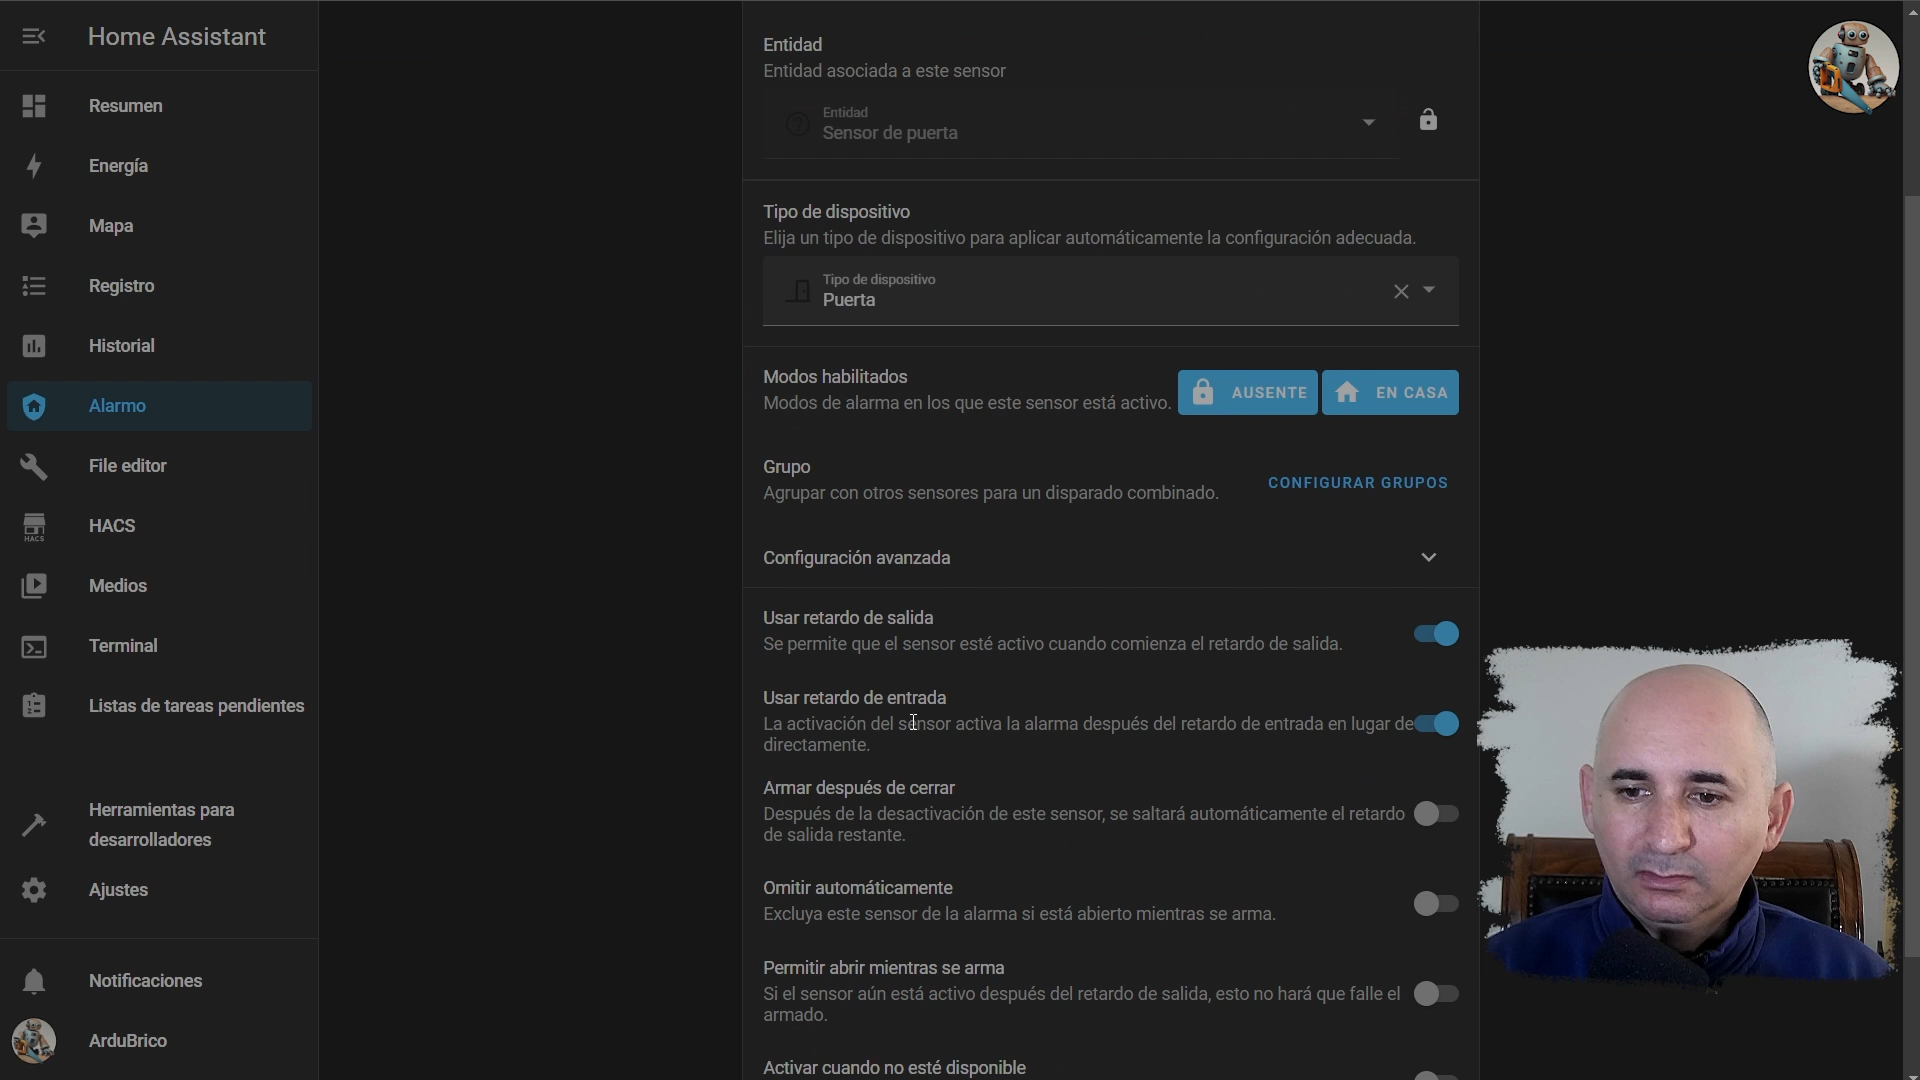 Home Assistant
Resumen
Energía
Mapa
Registro
Historial
Alarmo
File editor
HACS
HACS
Medios
Terminal
Listas de tareas pendientes
Herramientas para
desarrolladores
Ajustes
Notificaciones
ArduBrico
Entidad
Entidad asociada a este sensor
Entidad
Sensor de puerta
Tipo de dispositivo
Elija un tipo de dispositivo para aplicar automáticamente la configuración adecuada.
Tipo de dispositivo
Puerta
Modos habilitados
Modos de alarma en los que este sensor está activo.
AUSENTE
EN CASA
Grupo
Agrupar con otros sensores para un disparado combinado.
CONFIGURAR GRUPOS
Configuración avanzada
Usar retardo de salida
Se permite que el sensor esté activo cuando comienza el retardo de salida.
Usar retardo de entrada
La activación del sensor activa la alarma después del retardo de entrada en lugar de
directamente.
Armar después de cerrar
Después de la desactivación de este sensor, se saltará automáticamente el retardo
de salida restante.
Omitir automáticamente
Excluya este sensor de la alarma si está abierto mientras se arma.
Permitir abrir mientras se arma
Si el sensor aún está activo después del retardo de salida, esto no hará que falle el
armado.
Activar cuando no esté disponible